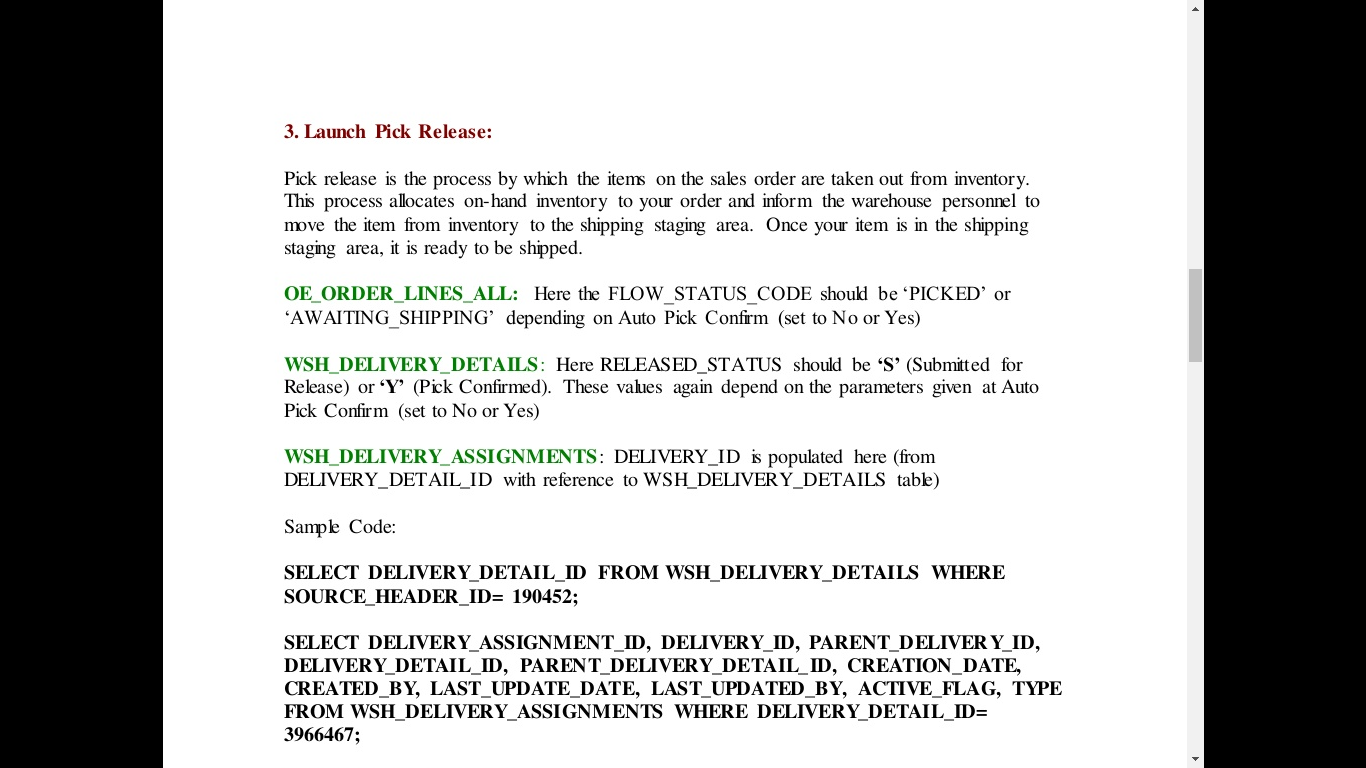 3. Launch Pick Release:
Pick release is the process by which the items on the sales order are taken out from inventory.
This process allocates on-hand inventory to your order and inform the warehouse personnel to
move the item from inventory to the shipping staging area. Once your item is in the shipping
staging area, it is ready to be shipped.
OE_ORDER_LINES_ALL: Here the FLOW_STATUS_CODE should be ‘PICKED’ or
‘AWAITING_SHIPPING’ depending on Auto Pick Confirm (set to No or Yes)
WSH_DELIVERY_DETAILS: Here RELEASED_STATUS should be ‘S’ (Submitted for
Release) or ‘Y’ (Pick Confirmed). These values again depend on the parameters given at Auto
Pick Confirm (set to No or Yes)
WSH_DELIVERY_ASSIGNMENTS: DELIVERY_ID is populated here (from
DELIVERY_DETAIL_ID with reference to WSH_DELIVERY_DETAILS table)
Sample Code:
SELECT DELIVERY_DETAIL_ID FROM WSH_DELIVERY_DETAILS WHERE
SOURCE_HEADER_ID= 190452;
SELECT DELIVERY_ASSIGNMENT_ID, DELIVERY_ID, PARENT_DELIVERY_ID,
DELIVERY_DETAIL_ID, PARENT_DELIVERY_DETAIL_ID, CREATION_DATE,
CREATED_BY, LAST_UPDATE_DATE, LAST_UPDATED_BY, ACTIVE_FLAG, TYPE
FROM WSH_DELIVERY_ASSIGNMENTS WHERE DELIVERY_DETAIL_ID=
3966467;